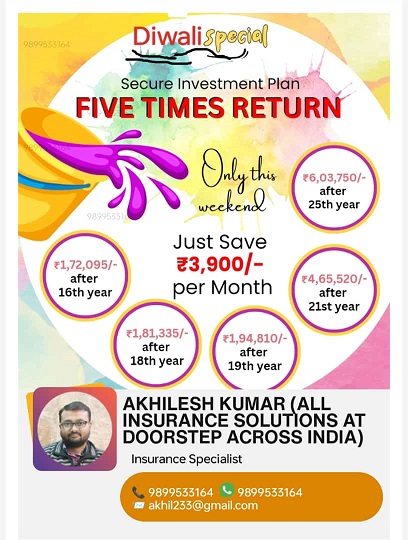 Diwali special
9899533164
Secure Investment Plan
FIVE TIMES RETURN
Only this
weekend
₹6,03,750/-
after
25th year
Just Save
₹3,900/-
per Month
₹1,72,095/-
after
16th year
₹4,65,520/-
after
21st year
₹1,81,335/-
after
18th year
₹1,94,810/-
after
19th year
AKHILESH KUMAR (ALL
INSURANCE SOLUTIONS AT
DOORSTEP ACROSS INDIA)
Insurance Specialist
9899533164 9899533164
akhil233@gmail.com